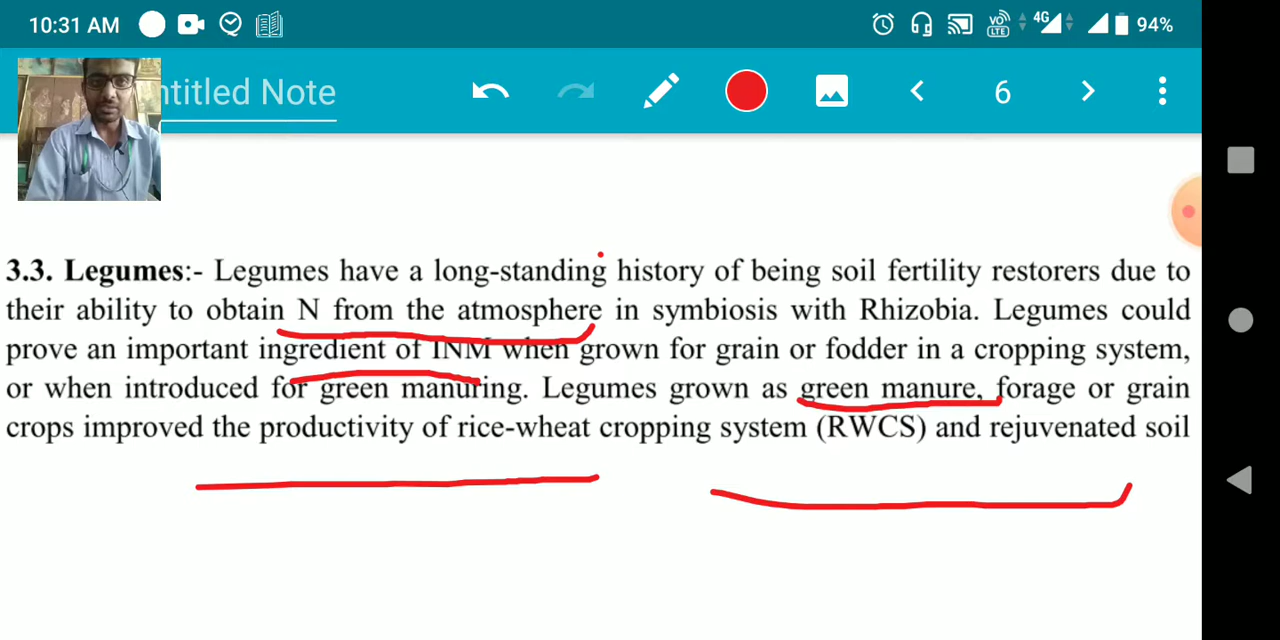 10:31 AM VO LTE 4G 94%
ntitled Note 6
3.3. Legumes:- Legumes have a long-standing history of being soil fertility restorers due to
their ability to obtain N from the atmosphere in symbiosis with Rhizobia. Legumes could
prove an important ingredient of INM when grown for grain or fodder in a cropping system,
or when introduced for green manuring. Legumes grown as green manure, forage or grain
crops improved the productivity of rice-wheat cropping system (RWCS) and rejuvenated soil